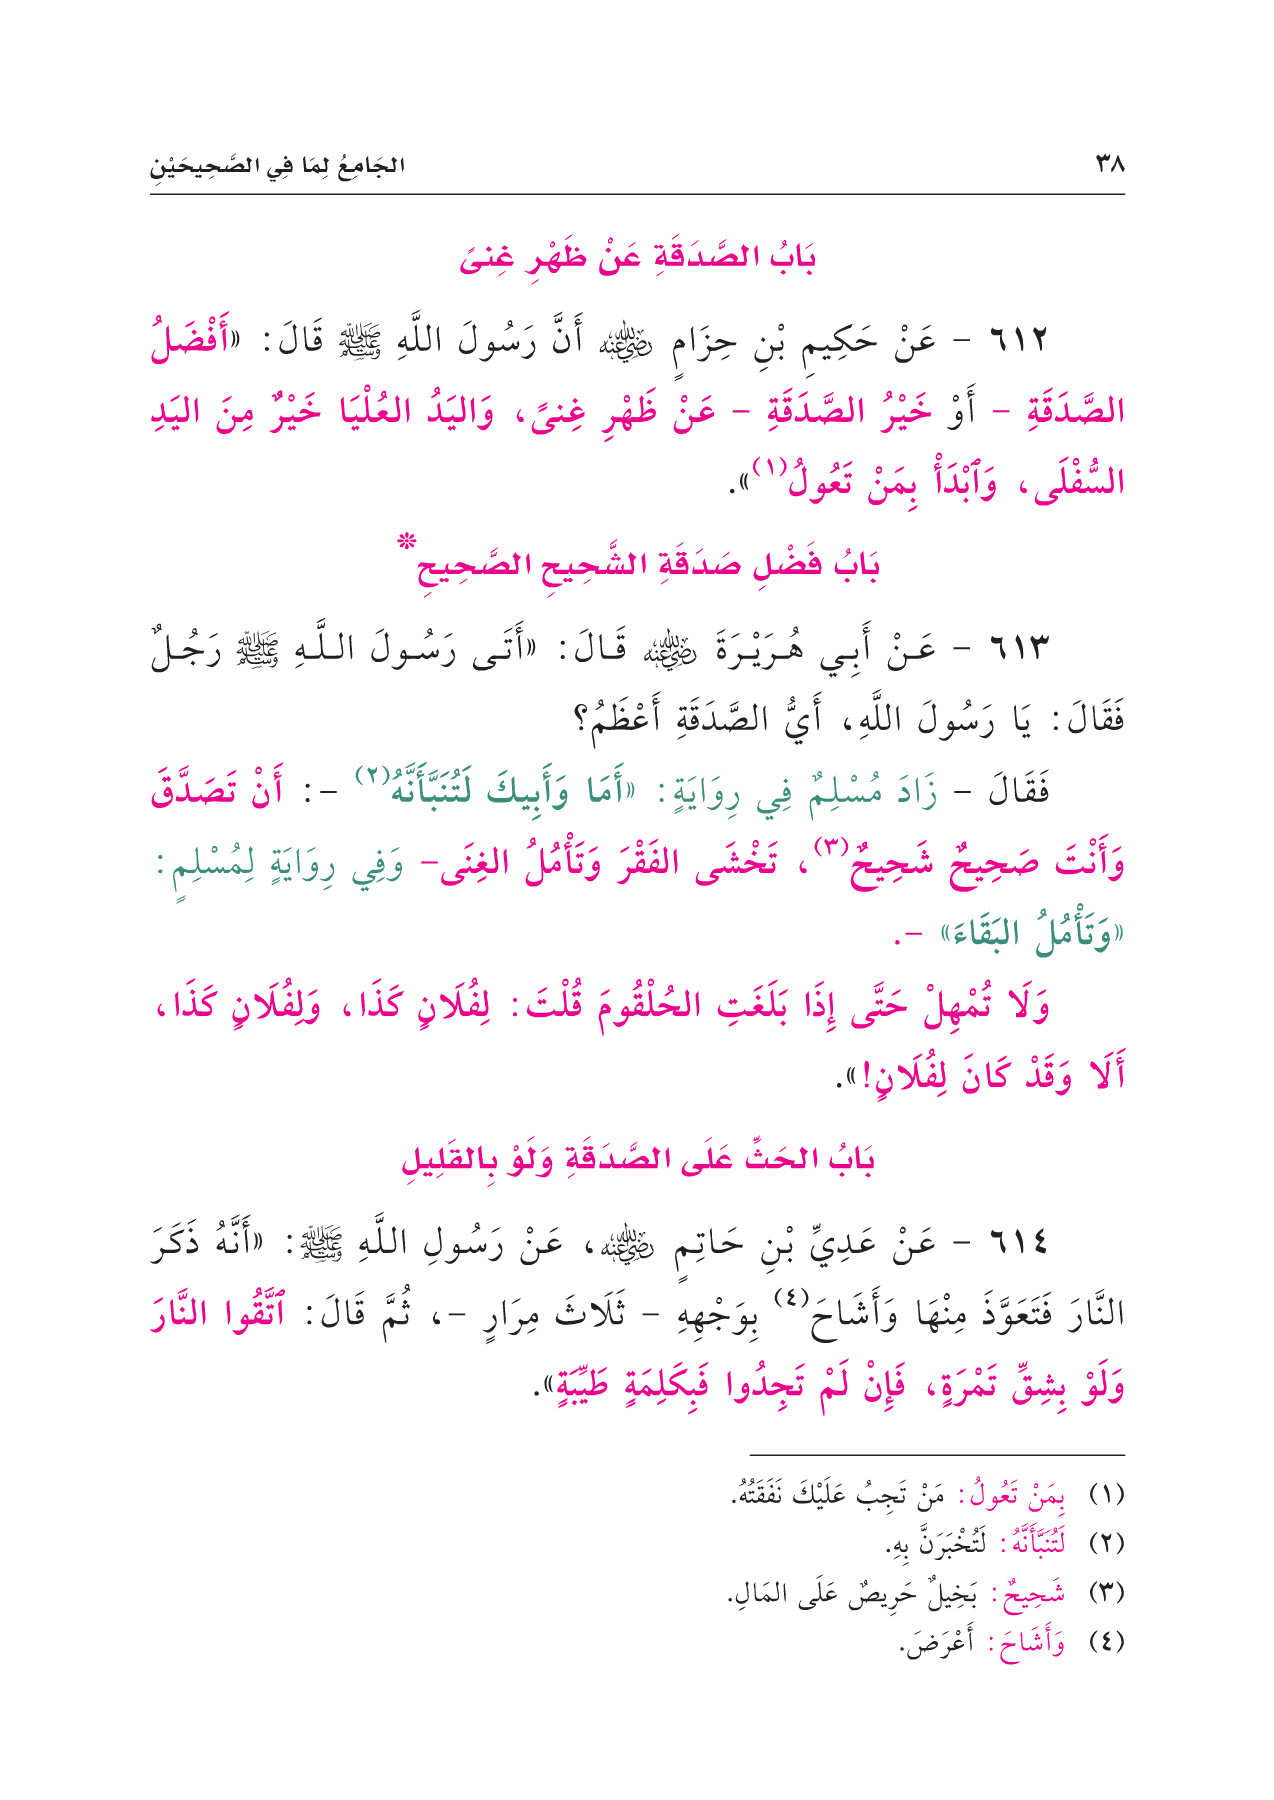 ٣٨
الجَامِعُ لِمَا فِي الصَّحِيحَيْنِ
بَابُ الصَّدَقَةِ عَنْ ظَهْرِ غِنىً
٦١٢ - عَنْ حَكِيمِ بْنِ حِزَامٍ رضي الله عنه أَنَّ رَسُولَ اللَّهِ ﷺ قَالَ: «أَفْضَلُ
الصَّدَقَةِ - أَوْ خَيْرُ الصَّدَقَةِ - عَنْ ظَهْرِ غِنىً، وَاليَدُ العُلْيَا خَيْرٌ مِنَ اليَدِ
السُّفْلَى، وَٱبْدَأْ بِمَنْ تَعُولُ(١)».
بَابُ فَضْلِ صَدَقَةِ الشَّحِيحِ الصَّحِيحِ*
٦١٣ - عَنْ أَبِي هُرَيْرَةَ رضي الله عنه قَالَ: «أَتَى رَسُولَ اللَّهِ ﷺ رَجُلٌ
فَقَالَ: يَا رَسُولَ اللَّهِ، أَيُّ الصَّدَقَةِ أَعْظَمُ؟
فَقَالَ - زَادَ مُسْلِمٌ فِي رِوَايَةٍ: «أَمَا وَأَبِيكَ لَتُنَبَّأَنَّهُ(٢) -: أَنْ تَصَدَّقَ
وَأَنْتَ صَحِيحٌ شَحِيحٌ(٣)، تَخْشَى الفَقْرَ وَتَأْمُلُ الغِنَى- وَفِي رِوَايَةٍ لِمُسْلِمٍ:
«وَتَأْمُلُ البَقَاءَ» -.
وَلَا تُمْهِلْ حَتَّى إِذَا بَلَغَتِ الحُلْقُومَ قُلْتَ: لِفُلَانٍ كَذَا، وَلِفُلَانٍ كَذَا،
أَلَا وَقَدْ كَانَ لِفُلَانٍ!».
بَابُ الحَثِّ عَلَى الصَّدَقَةِ وَلَوْ بِالقَلِيلِ
٦١٤ - عَنْ عَدِيِّ بْنِ حَاتِمٍ رضي الله عنه، عَنْ رَسُولِ اللَّهِ ﷺ: «أَنَّهُ ذَكَرَ
النَّارَ فَتَعَوَّذَ مِنْهَا وَأَشَاحَ(٤) بِوَجْهِهِ - ثَلَاثَ مِرَارٍ -، ثُمَّ قَالَ: ٱتَّقُوا النَّارَ
وَلَوْ بِشِقِّ تَمْرَةٍ، فَإِنْ لَمْ تَجِدُوا فَبِكَلِمَةٍ طَيِّبَةٍ».
(١) بِمَنْ تَعُولُ: مَنْ تَجِبُ عَلَيْكَ نَفَقَتُهُ.
(٢) لَتُنَبَّأَنَّهُ: لَتُخْبَرَنَّ بِهِ.
(٣) شَحِيحٌ: بَخِيلٌ حَرِيصٌ عَلَى المَالِ.
(٤) وَأَشَاحَ: أَعْرَضَ.